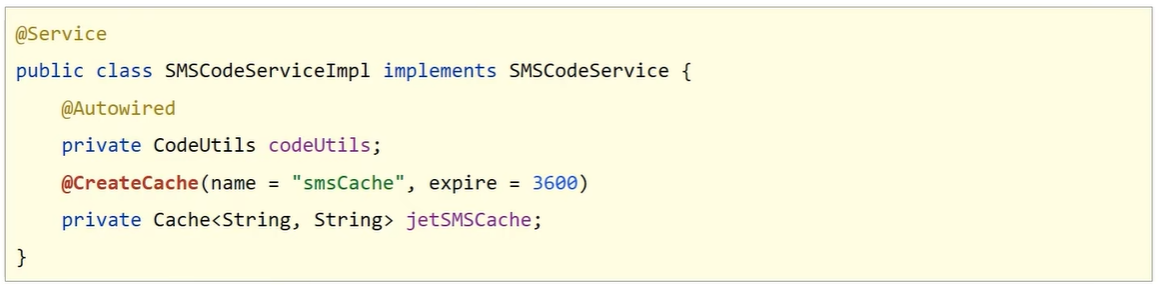 @Service
public class SMSCodeServiceImpl implements SMSCodeService {
    @Autowired
    private CodeUtils codeUtils;
    @CreateCache(name = "smsCache", expire = 3600)
    private Cache<String, String> jetSMSCache;
}